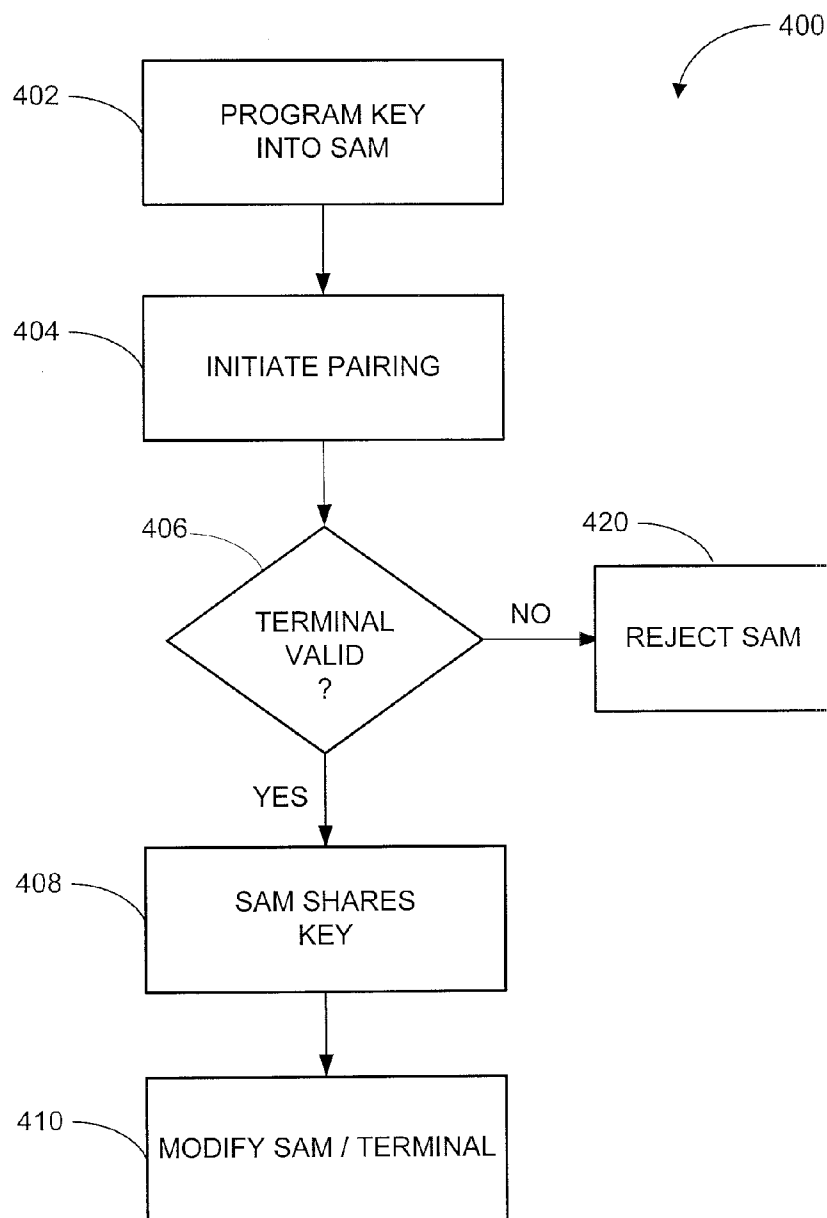 400
402
PROGRAM KEY
INTO SAM
404
INITIATE PAIRING
406
TERMINAL
VALID
?
NO
420
REJECT SAM
YES
408
SAM SHARES
KEY
410
MODIFY SAM / TERMINAL